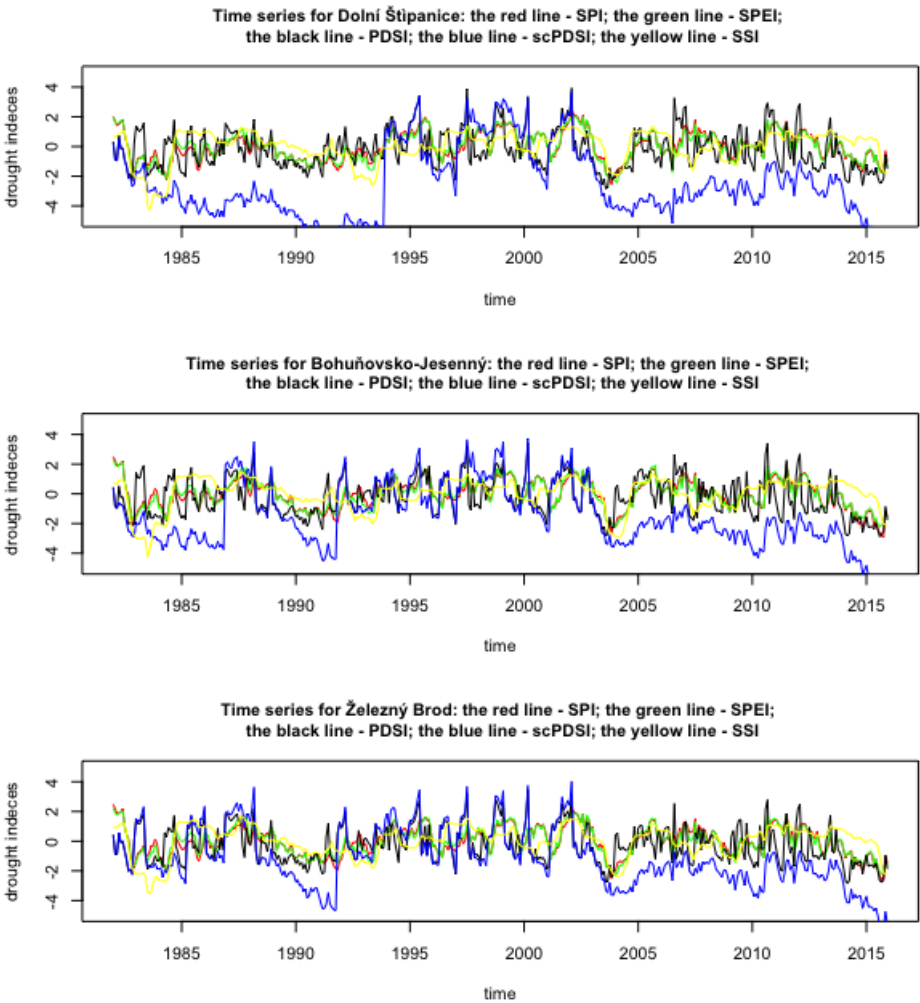 Time series for Dolní Štìpanice: the red line - SPI; the green line - SPEI;
the black line - PDSI; the blue line - scPDSI; the yellow line - SSI
drought indeces
4
2
0
-2
-4
1985 1990 1995 2000 2005 2010 2015
time
Time series for Bohuňovsko-Jesenný: the red line - SPI; the green line - SPEI;
the black line - PDSI; the blue line - scPDSI; the yellow line - SSI
drought indeces
4
2
0
-2
-4
1985 1990 1995 2000 2005 2010 2015
time
Time series for Železný Brod: the red line - SPI; the green line - SPEI;
the black line - PDSI; the blue line - scPDSI; the yellow line - SSI
drought indeces
4
2
0
-2
-4
1985 1990 1995 2000 2005 2010 2015
time